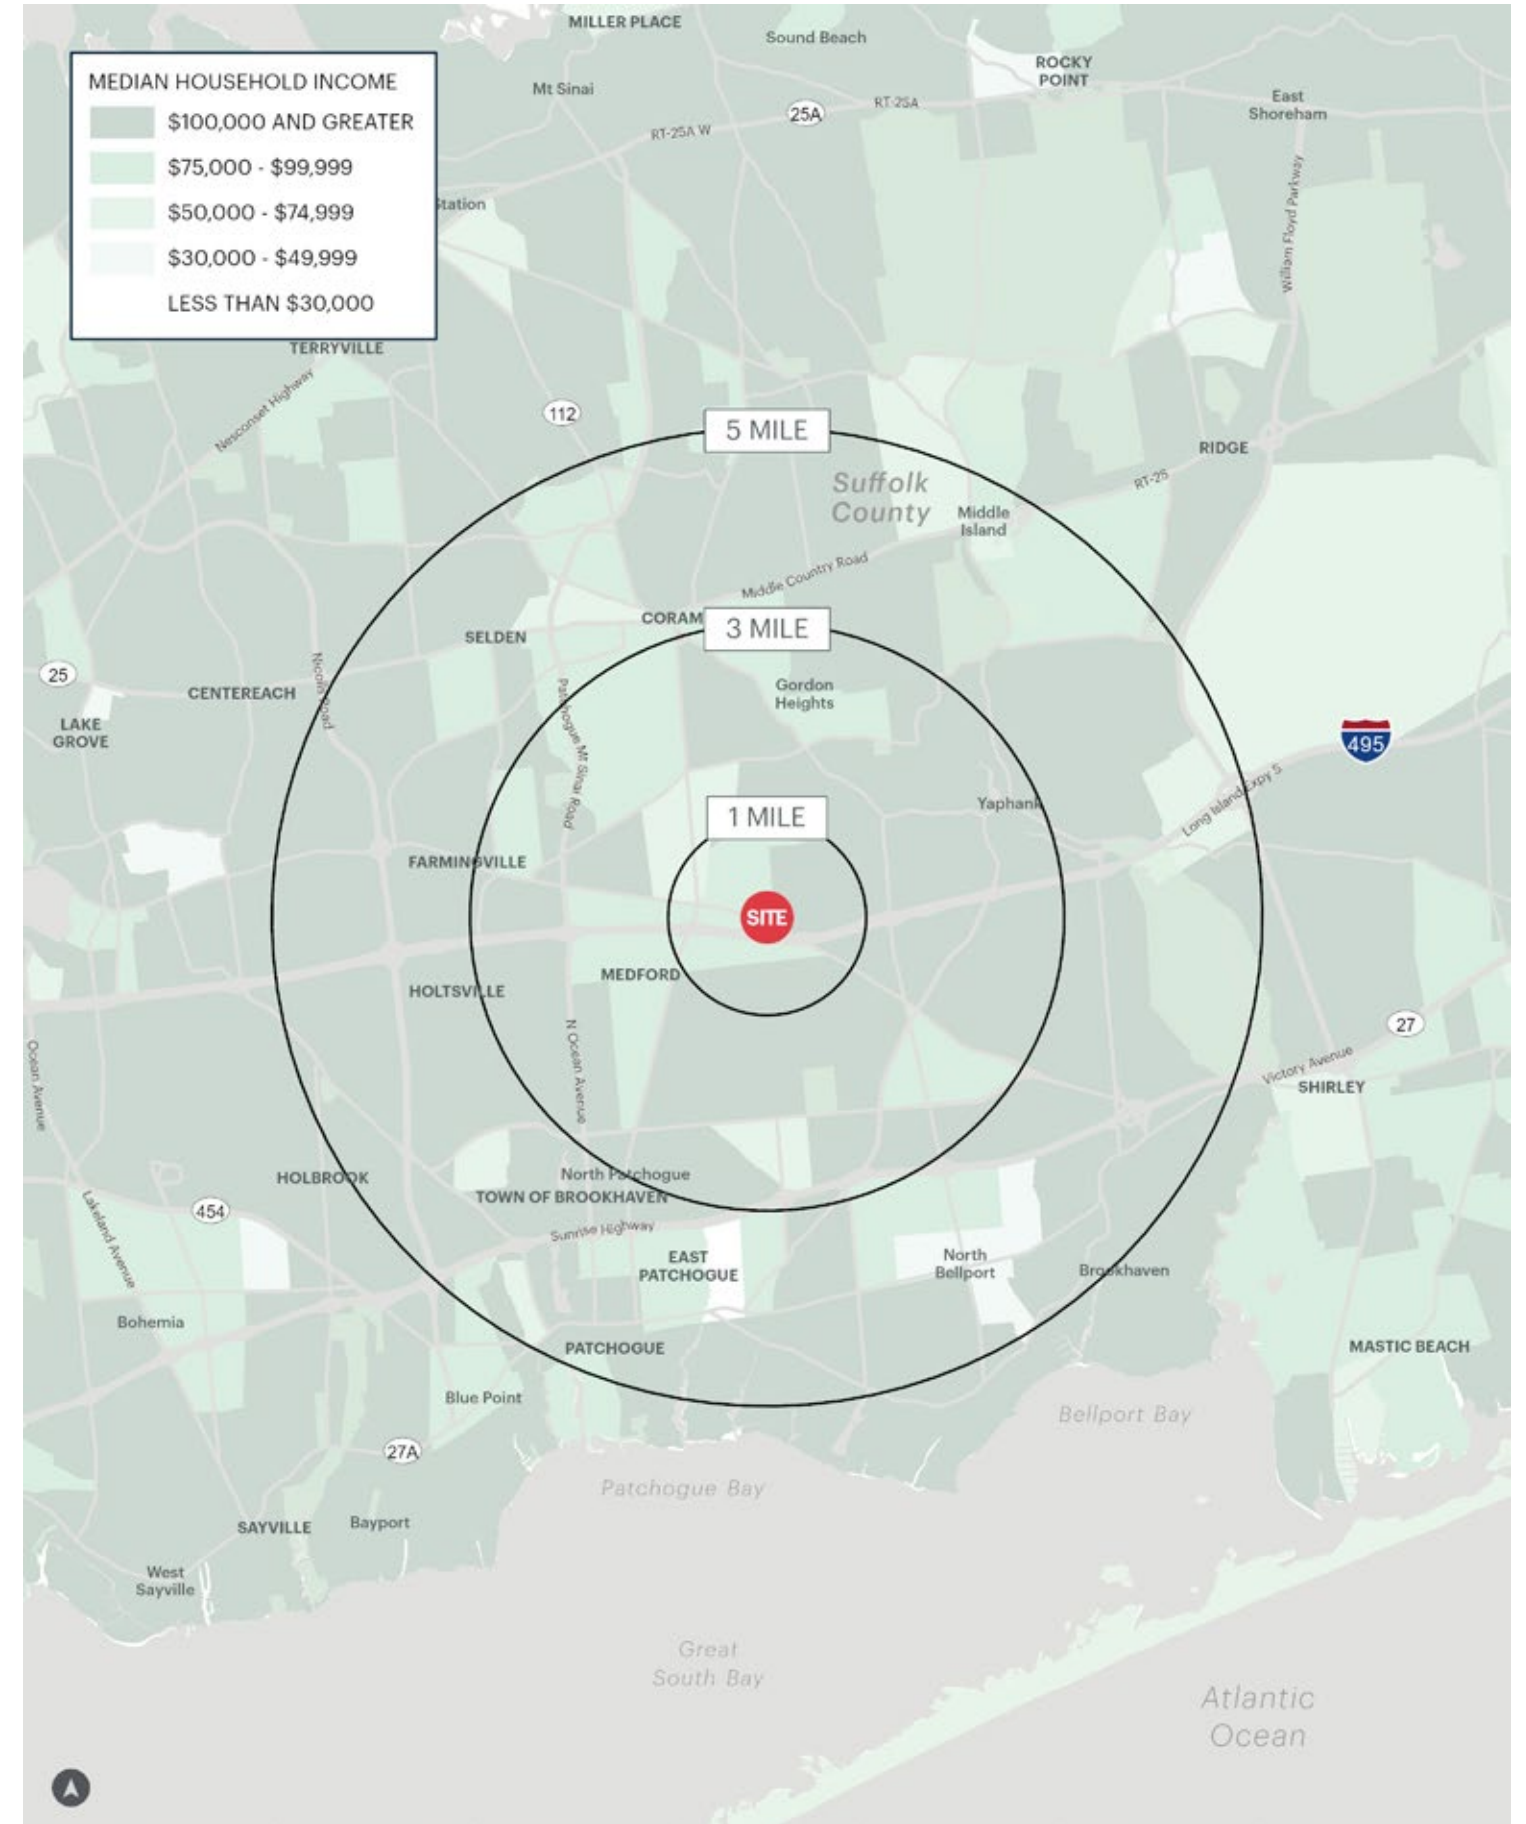 MILLER PLACE
Sound Beach
ROCKY
POINT
Mt Sinai
RT-25A
25A
RT-25A W
East
Shoreham
MEDIAN HOUSEHOLD INCOME
$100,000 AND GREATER
$75,000 - $99,999
$50,000 - $74,999
$30,000 - $49,999
LESS THAN $30,000
Station
William Floyd Parkway
TERRYVILLE
Nesconset Highway
112
5 MILE
RIDGE
RT-25
Suffolk
County
Middle
Island
Middle Country Road
CORAM
3 MILE
SELDEN
25
Nicolls Road
CENTEREACH
Gordon
Heights
Patchogue Mt Sinai Road
LAKE
GROVE
495
Long Island Expy S
Yaphank
1 MILE
FARMINGVILLE
SITE
MEDFORD
HOLTSVILLE
27
Ocean Avenue
N Ocean Avenue
Victory Avenue
SHIRLEY
HOLBROOK
North Patchogue
TOWN OF BROOKHAVEN
454
Lakeland Avenue
Sunrise Highway
EAST
PATCHOGUE
North
Bellport
Brookhaven
Bohemia
PATCHOGUE
MASTIC BEACH
Blue Point
Bellport Bay
27A
Patchogue Bay
SAYVILLE
Bayport
West
Sayville
Great
South Bay
Atlantic
Ocean